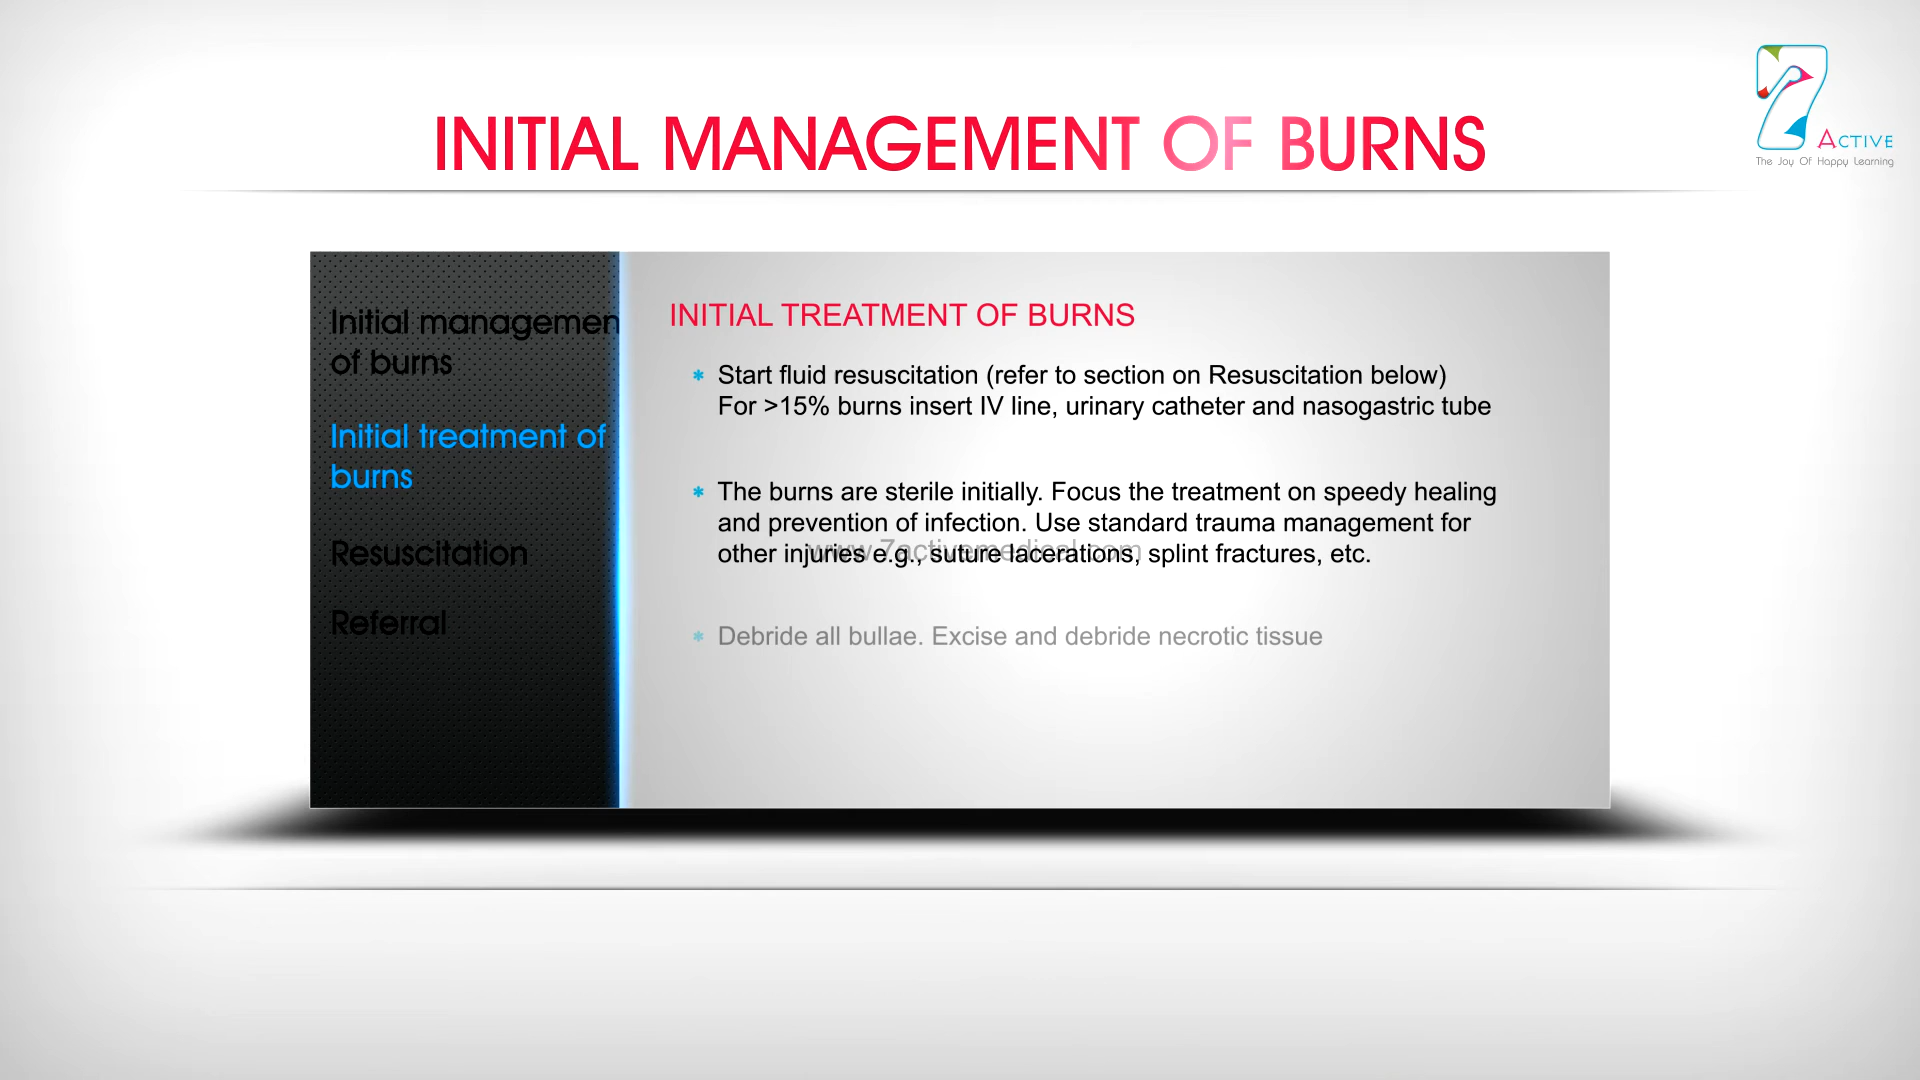 INITIAL MANAGEMENT OF BURNS
7
ACTIVE
The Joy Of Happy Learning
Initial managemen
of burns
Initial treatment of
burns
Resuscitation
Referral
INITIAL TREATMENT OF BURNS
* Start fluid resuscitation (refer to section on Resuscitation below)
For >15% burns insert IV line, urinary catheter and nasogastric tube
* The burns are sterile initially. Focus the treatment on speedy healing
and prevention of infection. Use standard trauma management for
other injuries e.g., suture lacerations, splint fractures, etc.
www.7activemedical.com
* Debride all bullae. Excise and debride necrotic tissue